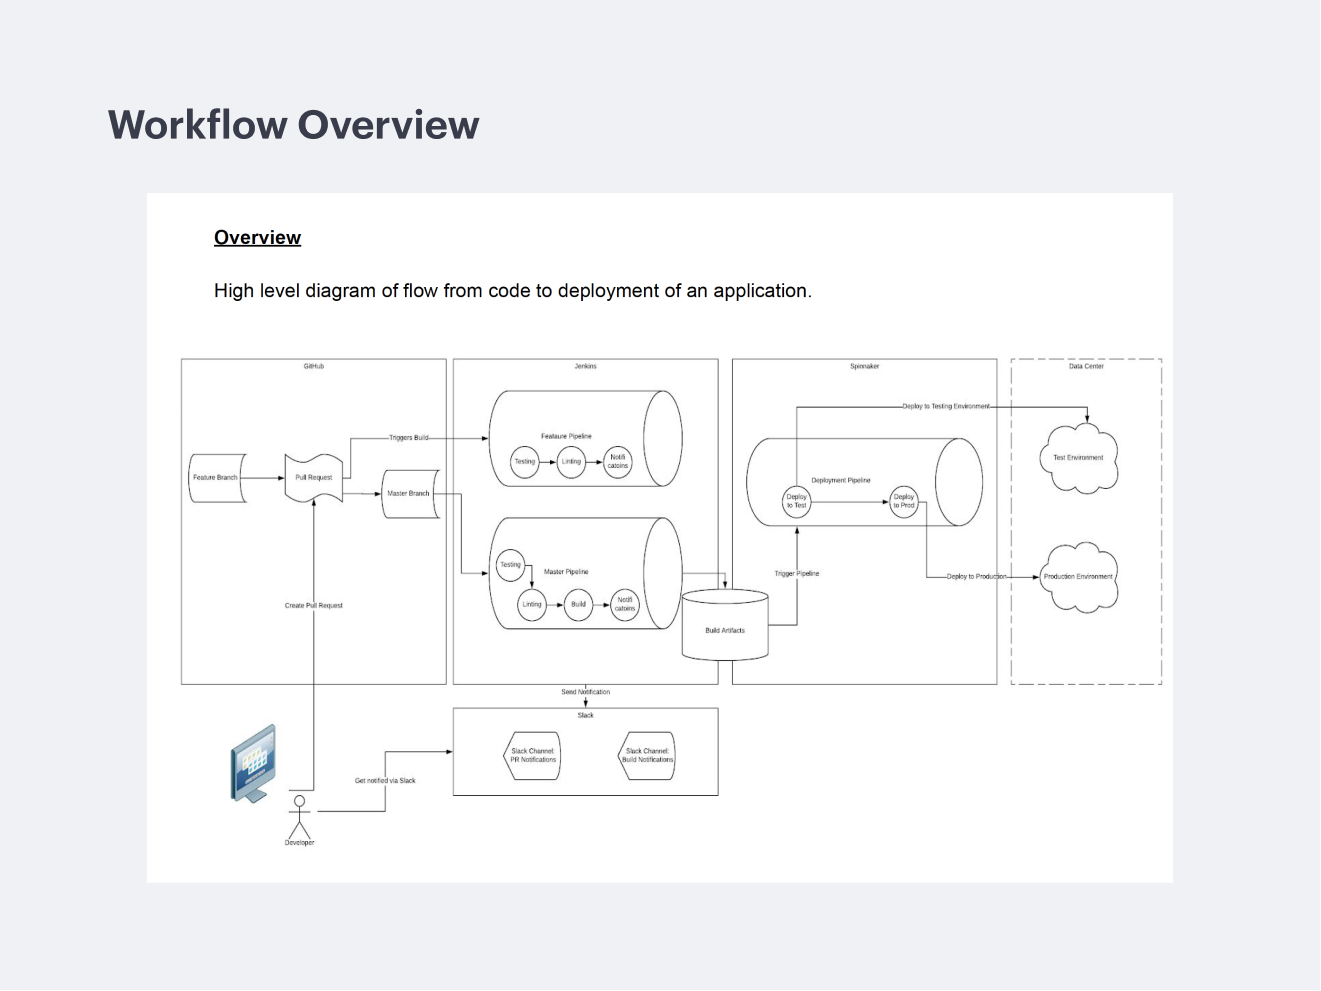 Workflow Overview
Overview
High level diagram of flow from code to deployment of an application.
GitHub
Jenkins
Spinnaker
Data Center
Feature Branch
Pull Request
Triggers Build
Master Branch
Create Pull Request
Feataure Pipeline
Testing
Linting
Notifi
catoins
Testing
Master Pipeline
Linting
Build
Notifi
catoins
Build Artifacts
Deploy to Testing Environment
Deployment Pipeline
Deploy
to Test
Deploy
to Prod
Trigger Pipeline
Deploy to Production
Test Environment
Production Environment
Send Notification
Slack
Slack Channel:
PR Notifications
Slack Channel:
Build Notifications
Get notified via Slack
Developer